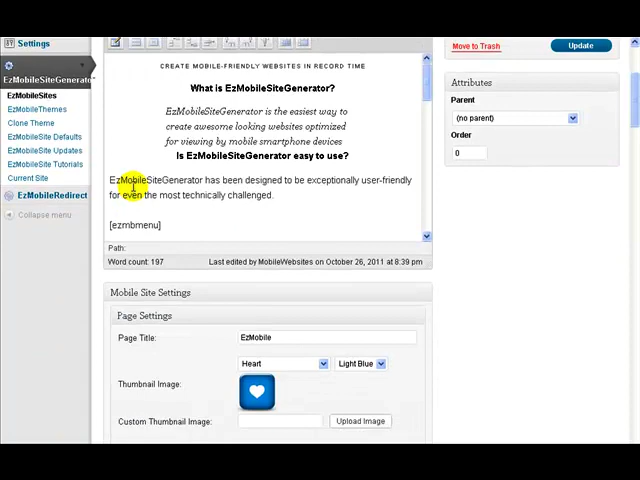 Settings
EzMobileSiteGenerator
EzMobileSites
EzMobileThemes
Clone Theme
EzMobileSite Defaults
EzMobileSite Updates
EzMobileSite Tutorials
Current Site
EzMobileRedirect
Collapse menu
CREATE MOBILE-FRIENDLY WEBSITES IN RECORD TIME
What is EzMobileSiteGenerator?
EzMobileSiteGenerator is the easiest way to
create awesome looking websites optimized
for viewing by mobile smartphone devices
Is EzMobileSiteGenerator easy to use?
EzMobileSiteGenerator has been designed to be exceptionally user-friendly
for even the most technically challenged.
[ezmbmenu]
Path:
Word count: 197 Last edited by MobileWebsites on October 26, 2011 at 8:39 pm
Mobile Site Settings
Page Settings
Page Title: EzMobile
Heart Light Blue
Thumbnail Image:
Custom Thumbnail Image: Upload Image
Move to Trash Update
Attributes
Parent
(no parent)
Order
0